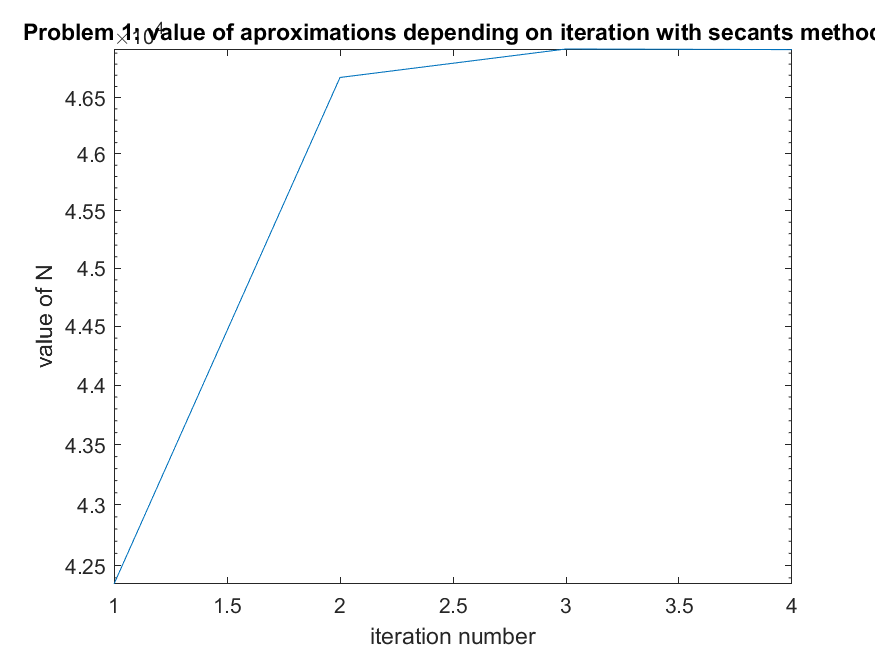 Problem 1: value of aproximations depending on iteration with secants method
×10⁴
4.65
4.6
4.55
4.5
4.45
4.4
4.35
4.3
4.25
value of N
1 1.5 2 2.5 3 3.5 4
iteration number